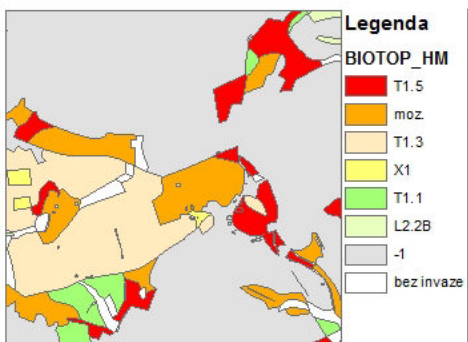 Legenda
BIOTOP_HM
T1.5
moz.
T1.3
X1
T1.1
L2.2B
-1
bez invaze